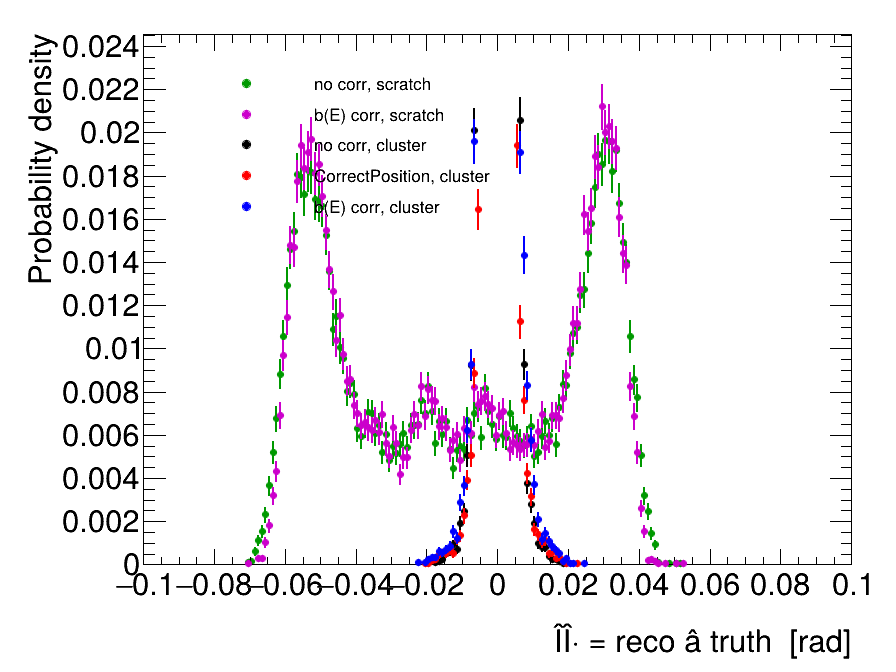 Probability density
0.024
0.022
0.02
0.018
0.016
0.014
0.012
0.01
0.008
0.006
0.004
0.002
0
no corr, scratch
b(E) corr, scratch
no corr, cluster
CorrectPosition, cluster
b(E) corr, cluster
−0.1 −0.08 −0.06 −0.04 −0.02 0 0.02 0.04 0.06 0.08 0.1
ÎÎ· = reco â truth [rad]